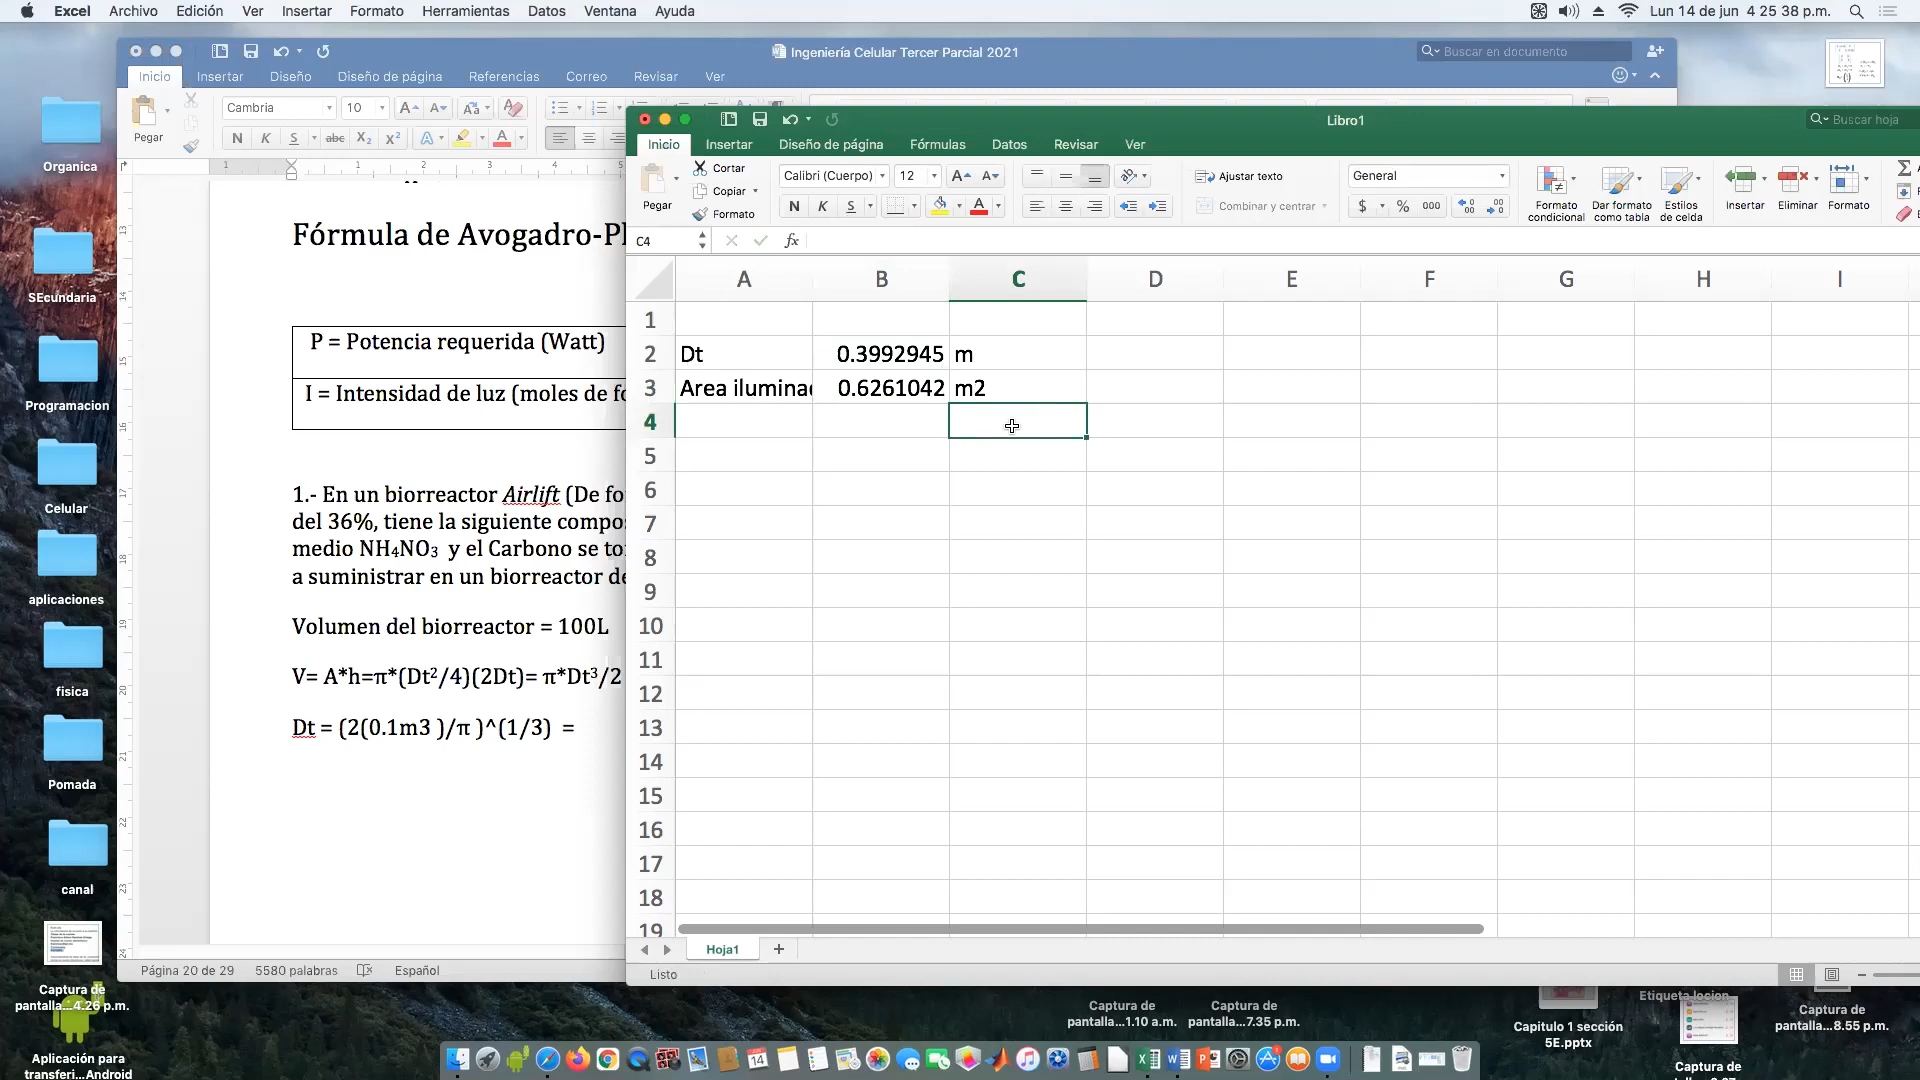 Excel Archivo Edición Ver Insertar Formato Herramientas Datos Ventana Ayuda
Lun 14 de jun 4 25 38 p.m.
Ingeniería Celular Tercer Parcial 2021
Buscar en documento
Inicio Insertar Diseño Diseño de página Referencias Correo Revisar Ver
Pegar
Cambria 10
N K S abc X₂ X²
Libro1
Buscar hoja
Inicio Insertar Diseño de página Fórmulas Datos Revisar Ver
Pegar
Cortar
Copiar
Formato
Calibri (Cuerpo) 12
N K S
Ajustar texto
Combinar y centrar
General
$ % 000
Formato condicional
Dar formato como tabla
Estilos de celda
Insertar
Eliminar
Formato
C4 fx
A B C D E F G H I
1
2 Dt 0.3992945 m
3 Area iluminac 0.6261042 m2
4
5
6
7
8
9
10
11
12
13
14
15
16
17
18
19
Hoja1
Listo
Fórmula de Avogadro-Pl
P = Potencia requerida (Watt)
I = Intensidad de luz (moles de fo
1.- En un biorreactor Airlift (De fo
del 36%, tiene la siguiente compos
medio NH₄NO₃ y el Carbono se to
a suministrar en un biorreactor de
Volumen del biorreactor = 100L
V= A*h=π*(Dt²/4)(2Dt)= π*Dt³/2
Dt = (2(0.1m3 )/π )^(1/3) =
Página 20 de 29 5580 palabras Español
Organica
SEcundaria
Programacion
Celular
aplicaciones
fisica
Pomada
canal
Captura de
pantalla...4.26 p.m.
Aplicación para
transferi...Android
Captura de
pantalla...1.10 a.m.
Captura de
pantalla...7.35 p.m.
Capitulo 1 sección
5E.pptx
Etiqueta locion
Captura de
Captura de
pantalla...8.55 p.m.